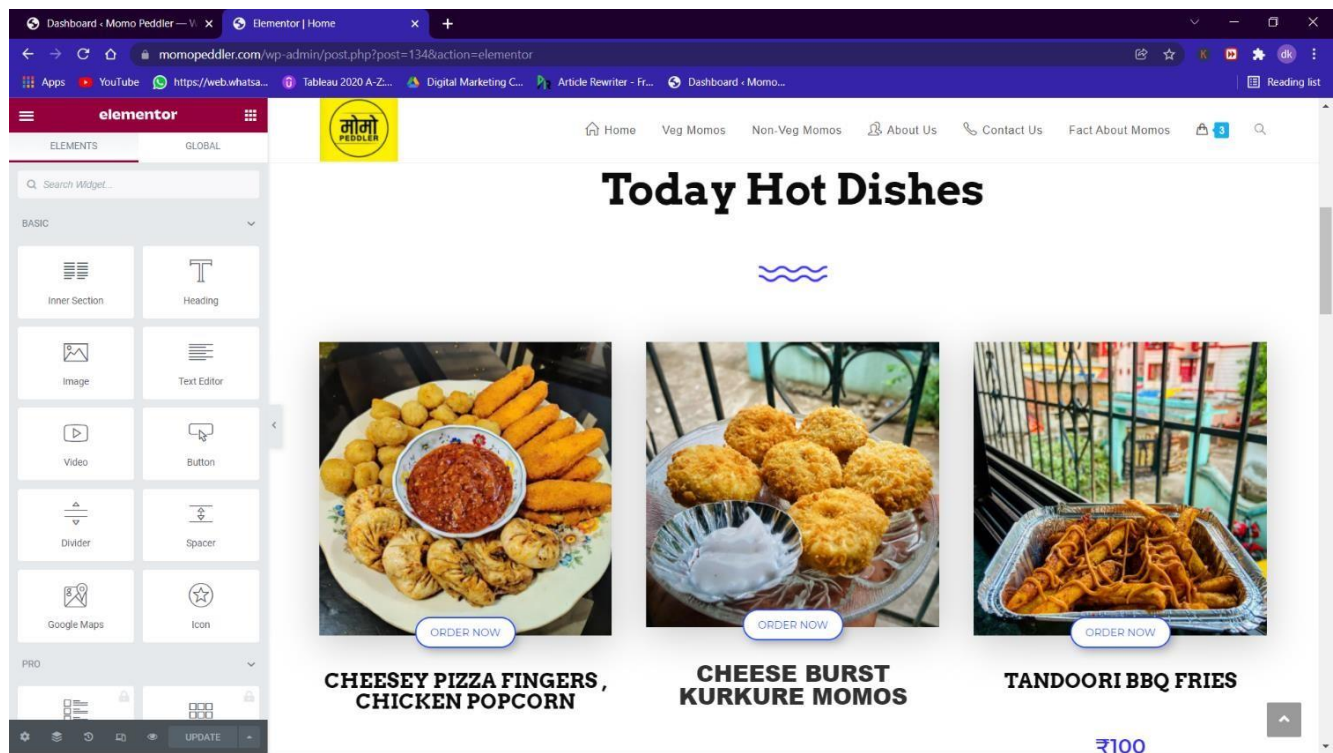 Dashboard ‹ Momo Peddler — W
Elementor | Home
momopeddler.com/wp-admin/post.php?post=134&action=elementor
K
dk
Apps
YouTube
https://web.whatsa...
Tableau 2020 A-Z:...
Digital Marketing C...
Article Rewriter - Fr...
Dashboard ‹ Momo...
Reading list
elementor
ELEMENTS
GLOBAL
Search Widget...
BASIC
Inner Section
Heading
Image
Text Editor
Video
Button
Divider
Spacer
Google Maps
Icon
PRO
UPDATE
मोमो
PEDDLER
Home
Veg Momos
Non-Veg Momos
About Us
Contact Us
Fact About Momos
3
Today Hot Dishes
ORDER NOW
CHEESEY PIZZA FINGERS ,
CHICKEN POPCORN
ORDER NOW
CHEESE BURST
KURKURE MOMOS
ORDER NOW
TANDOORI BBQ FRIES
₹100